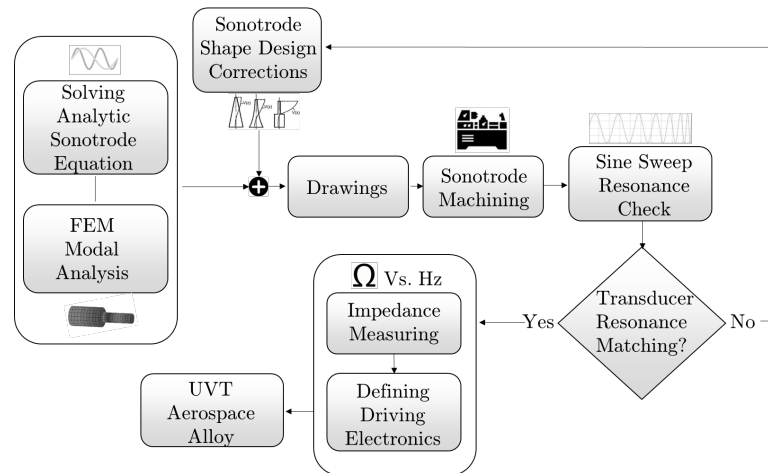 Sonotrode
Shape Design
Corrections
Solving
Analytic
Sonotrode
Equation
FEM
Modal
Analysis
Drawings
Sonotrode
Machining
Sine Sweep
Resonance
Check
Transducer
Resonance
Matching?
Yes
No
Ω Vs. Hz
Impedance
Measuring
Defining
Driving
Electronics
UVT
Aerospace
Alloy